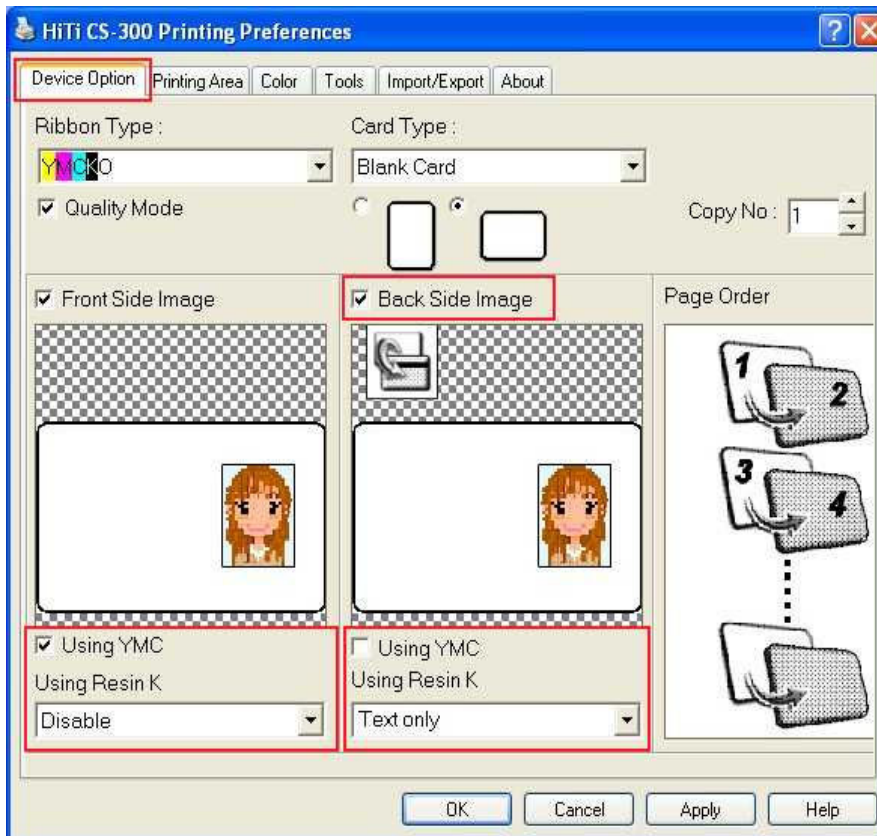 HiTi CS-300 Printing Preferences
Device Option Printing Area Color Tools Import/Export About
Ribbon Type : Card Type :
YMCKO Blank Card
Quality Mode Copy No : 1
Front Side Image Back Side Image Page Order
1
2
3
4
Using YMC Using YMC
Using Resin K Using Resin K
Disable Text only
OK Cancel Apply Help